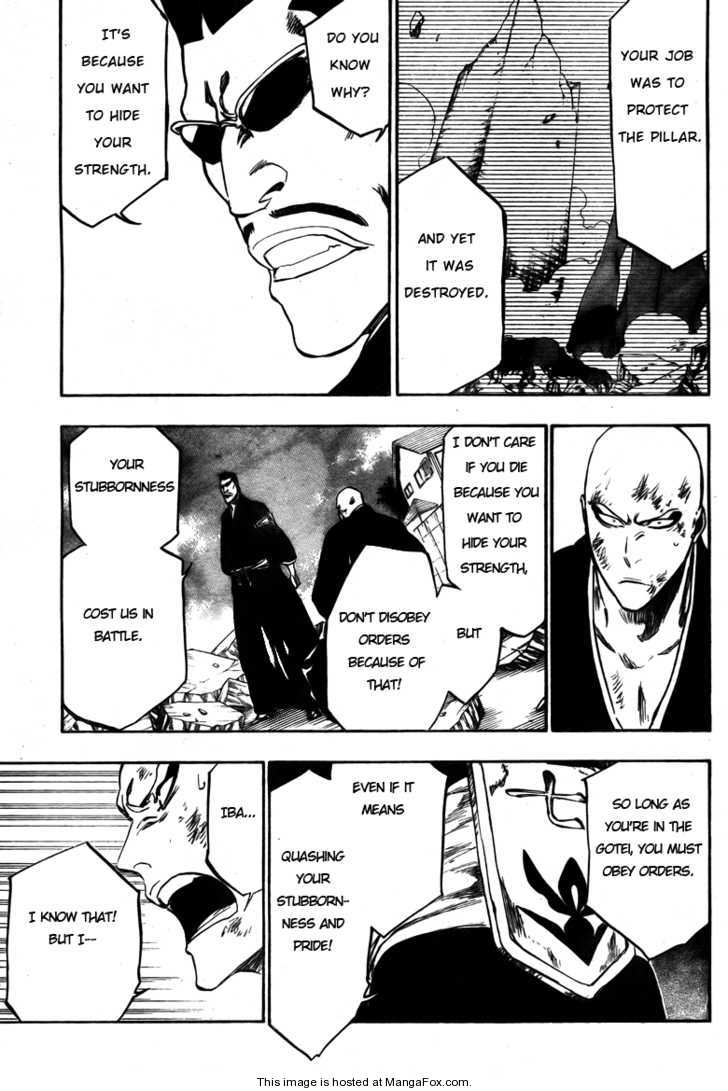 YOUR JOB
WAS TO
PROTECT
THE PILLAR.
AND YET
IT WAS
DESTROYED.
DO YOU
KNOW
WHY?
IT'S
BECAUSE
YOU WANT
TO HIDE
YOUR
STRENGTH.
I DON'T CARE
IF YOU DIE
BECAUSE YOU
WANT TO
HIDE YOUR
STRENGTH,
BUT
DON'T DISOBEY
ORDERS
BECAUSE OF
THAT!
YOUR
STUBBORNNESS
COST US IN
BATTLE.
SO LONG AS
YOU'RE IN THE
GOTEI, YOU MUST
OBEY ORDERS.
七
EVEN IF IT
MEANS
QUASHING
YOUR
STUBBORN-
NESS AND
PRIDE!
IBA...
I KNOW THAT!
BUT I--
This image is hosted at MangaFox.com.